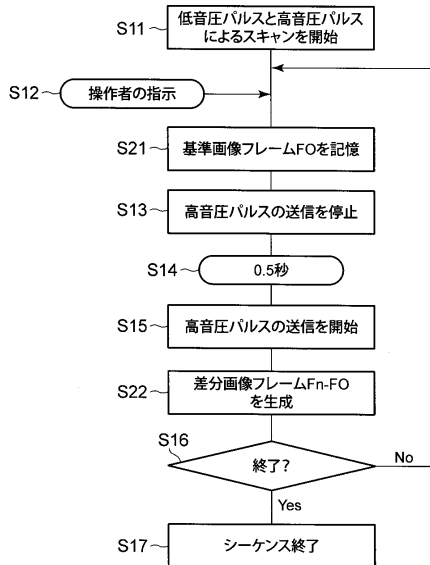 S11
低音圧パルスと高音圧パルス
によるスキャンを開始
S12
操作者の指示
S21
基準画像フレームFOを記憶
S13
高音圧パルスの送信を停止
S14
0.5秒
S15
高音圧パルスの送信を開始
S22
差分画像フレームFn-FO
を生成
S16
終了?
No
Yes
S17
シーケンス終了